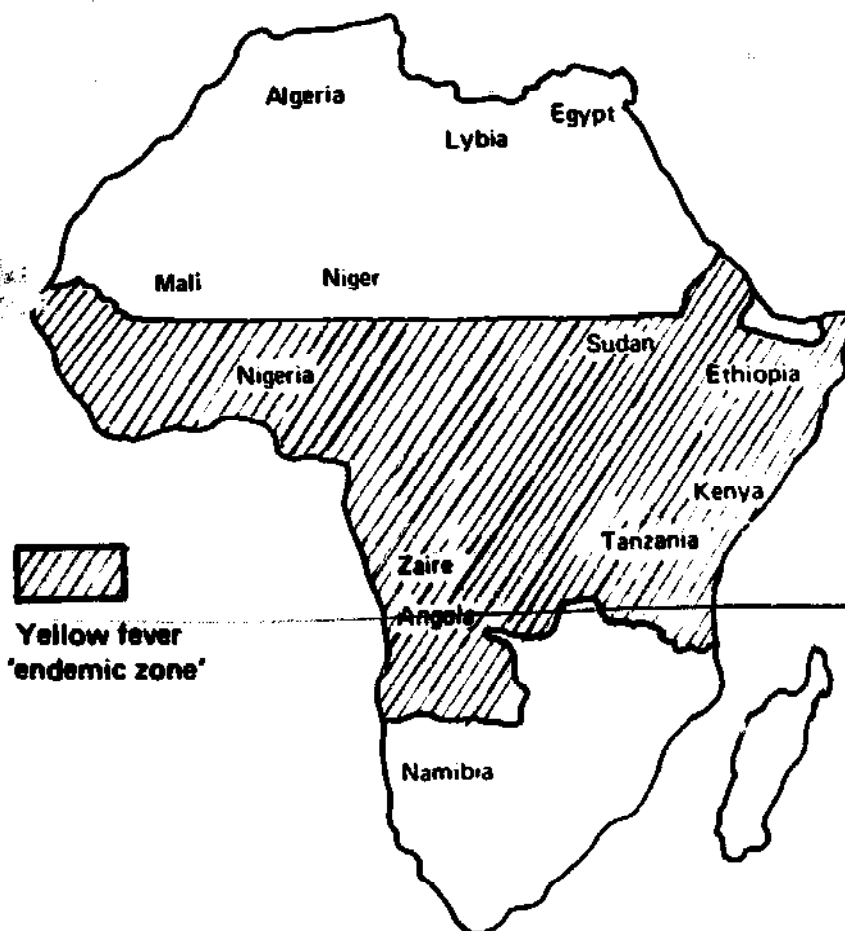 Algeria
Egypt
Lybia
Mali
Niger
Sudan
Nigeria
Ethiopia
Kenya
Tanzania
Zaire
Angola
Yellow fever
'endemic zone'
Namibia